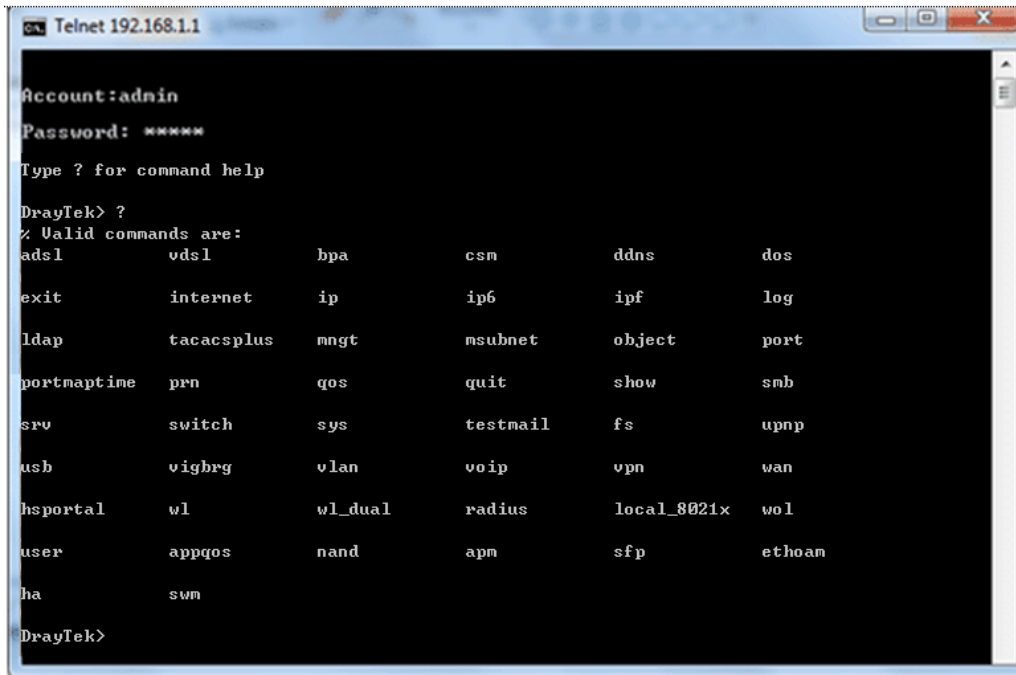 Telnet 192.168.1.1
Account:admin
Password: *****
Type ? for command help
DrayTek> ?
% Valid commands are:
adsl vdsl bpa csm ddns dos
exit internet ip ip6 ipf log
ldap tacacsplus mngt msubnet object port
portmaptime prn qos quit show smb
srv switch sys testmail fs upnp
usb vigbrg vlan voip vpn wan
hsportal wl wl_dual radius local_8021x wol
user appqos nand apm sfp ethoam
ha swm
DrayTek>